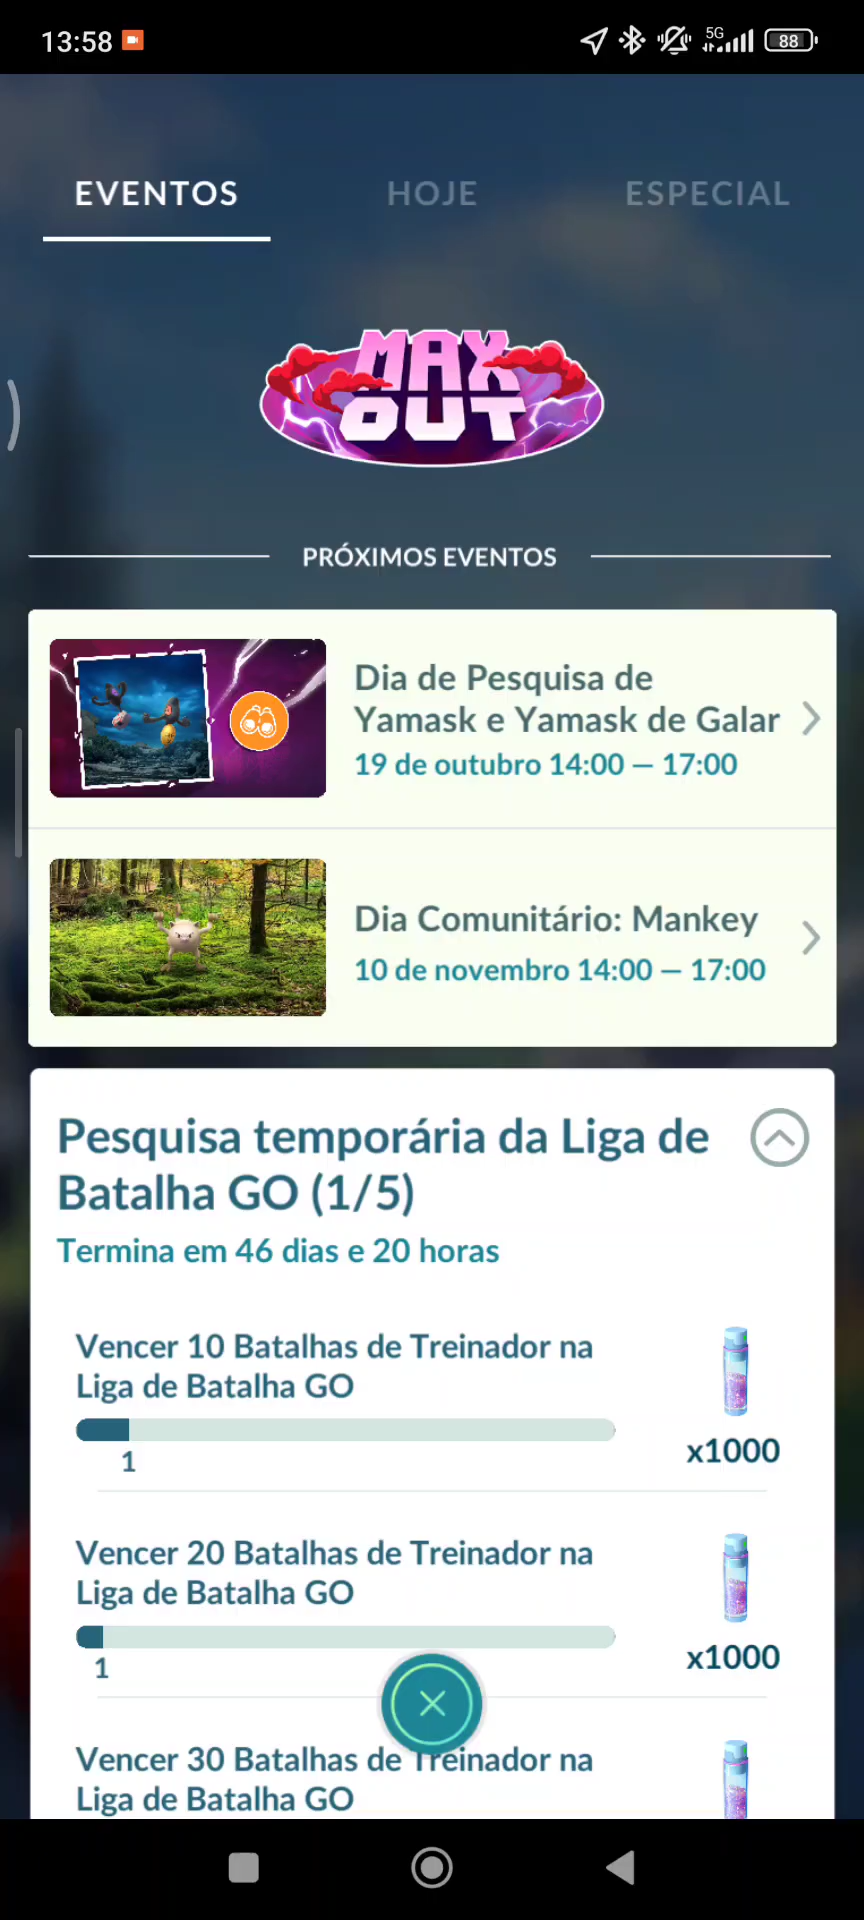 13:58
5G
88
EVENTOS
HOJE
ESPECIAL
MAX
OUT
PRÓXIMOS EVENTOS
Dia de Pesquisa de
Yamask e Yamask de Galar
19 de outubro 14:00 — 17:00
Dia Comunitário: Mankey
10 de novembro 14:00 — 17:00
Pesquisa temporária da Liga de
Batalha GO (1/5)
Termina em 46 dias e 20 horas
Vencer 10 Batalhas de Treinador na
Liga de Batalha GO
1
x1000
Vencer 20 Batalhas de Treinador na
Liga de Batalha GO
1
x1000
Vencer 30 Batalhas de Treinador na
Liga de Batalha GO